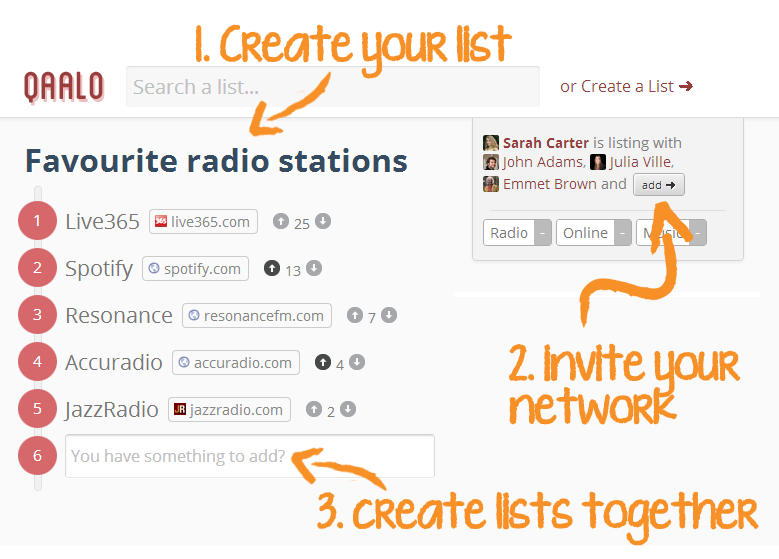 1. Create your list
QAALO
Search a list...
or Create a List ➔
Favourite radio stations
1 Live365 365 live365.com 25
2 Spotify spotify.com 13
3 Resonance resonancefm.com 7
4 Accuradio accuradio.com 4
5 JazzRadio JR jazzradio.com 2
6 You have something to add?
Sarah Carter is listing with
John Adams, Julia Ville,
Emmet Brown and add ➔
Radio - Online - Music -
2. Invite your
network
3. create lists together